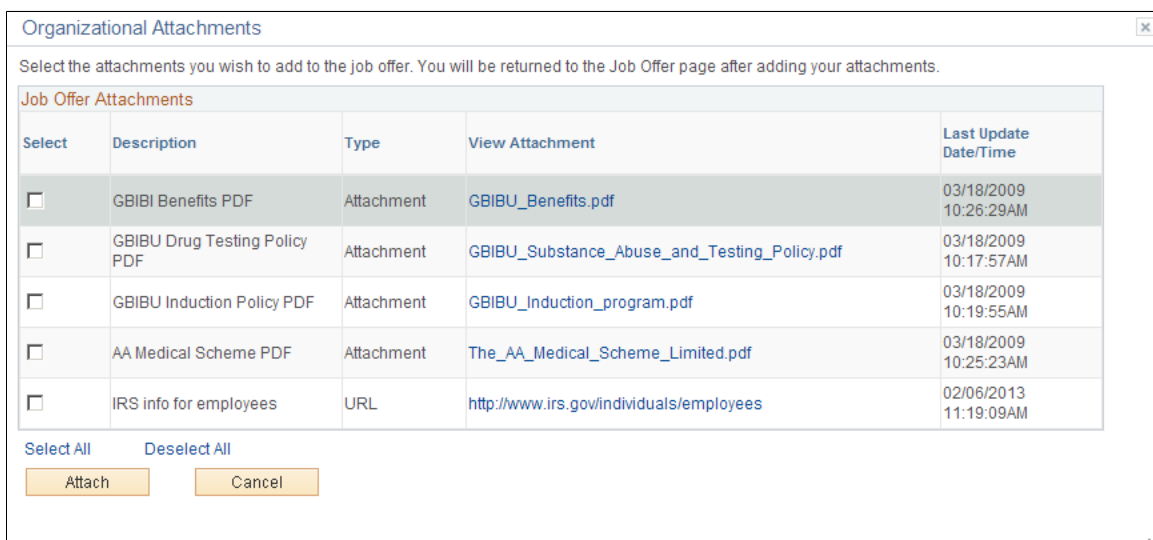 Organizational Attachments
Select the attachments you wish to add to the job offer. You will be returned to the Job Offer page after adding your attachments.
Job Offer Attachments
Select Description Type View Attachment Last Update Date/Time
GBIBI Benefits PDF Attachment GBIBU_Benefits.pdf 03/18/2009 10:26:29AM
GBIBU Drug Testing Policy PDF Attachment GBIBU_Substance_Abuse_and_Testing_Policy.pdf 03/18/2009 10:17:57AM
GBIBU Induction Policy PDF Attachment GBIBU_Induction_program.pdf 03/18/2009 10:19:55AM
AA Medical Scheme PDF Attachment The_AA_Medical_Scheme_Limited.pdf 03/18/2009 10:25:23AM
IRS info for employees URL http://www.irs.gov/individuals/employees 02/06/2013 11:19:09AM
Select All Deselect All
Attach Cancel